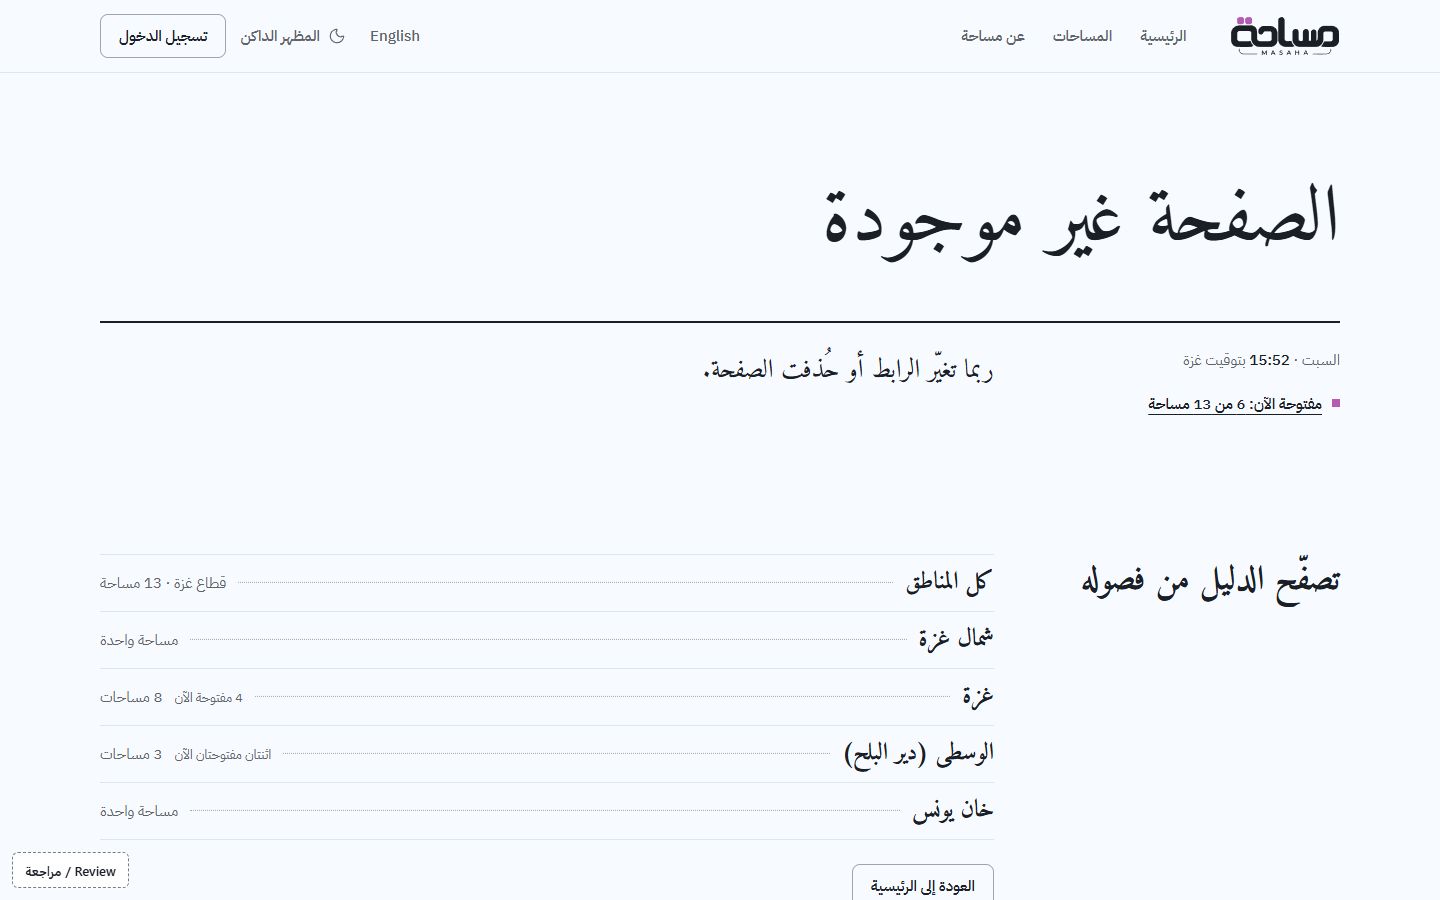 مساحة
MASAHA
الرئيسية
المساحات
عن مساحة
English
المظهر الداكن
تسجيل الدخول
الصفحة غير موجودة
السبت · 15:52 بتوقيت غزة
مفتوحة الآن: 6 من 13 مساحة
ربما تغيّر الرابط أو حُذفت الصفحة.
تصفّح الدليل من فصوله
كل المناطق قطاع غزة · 13 مساحة
شمال غزة مساحة واحدة
غزة 4 مفتوحة الآن 8 مساحات
الوسطى (دير البلح) اثنتان مفتوحتان الآن 3 مساحات
خان يونس مساحة واحدة
العودة إلى الرئيسية
مراجعة / Review